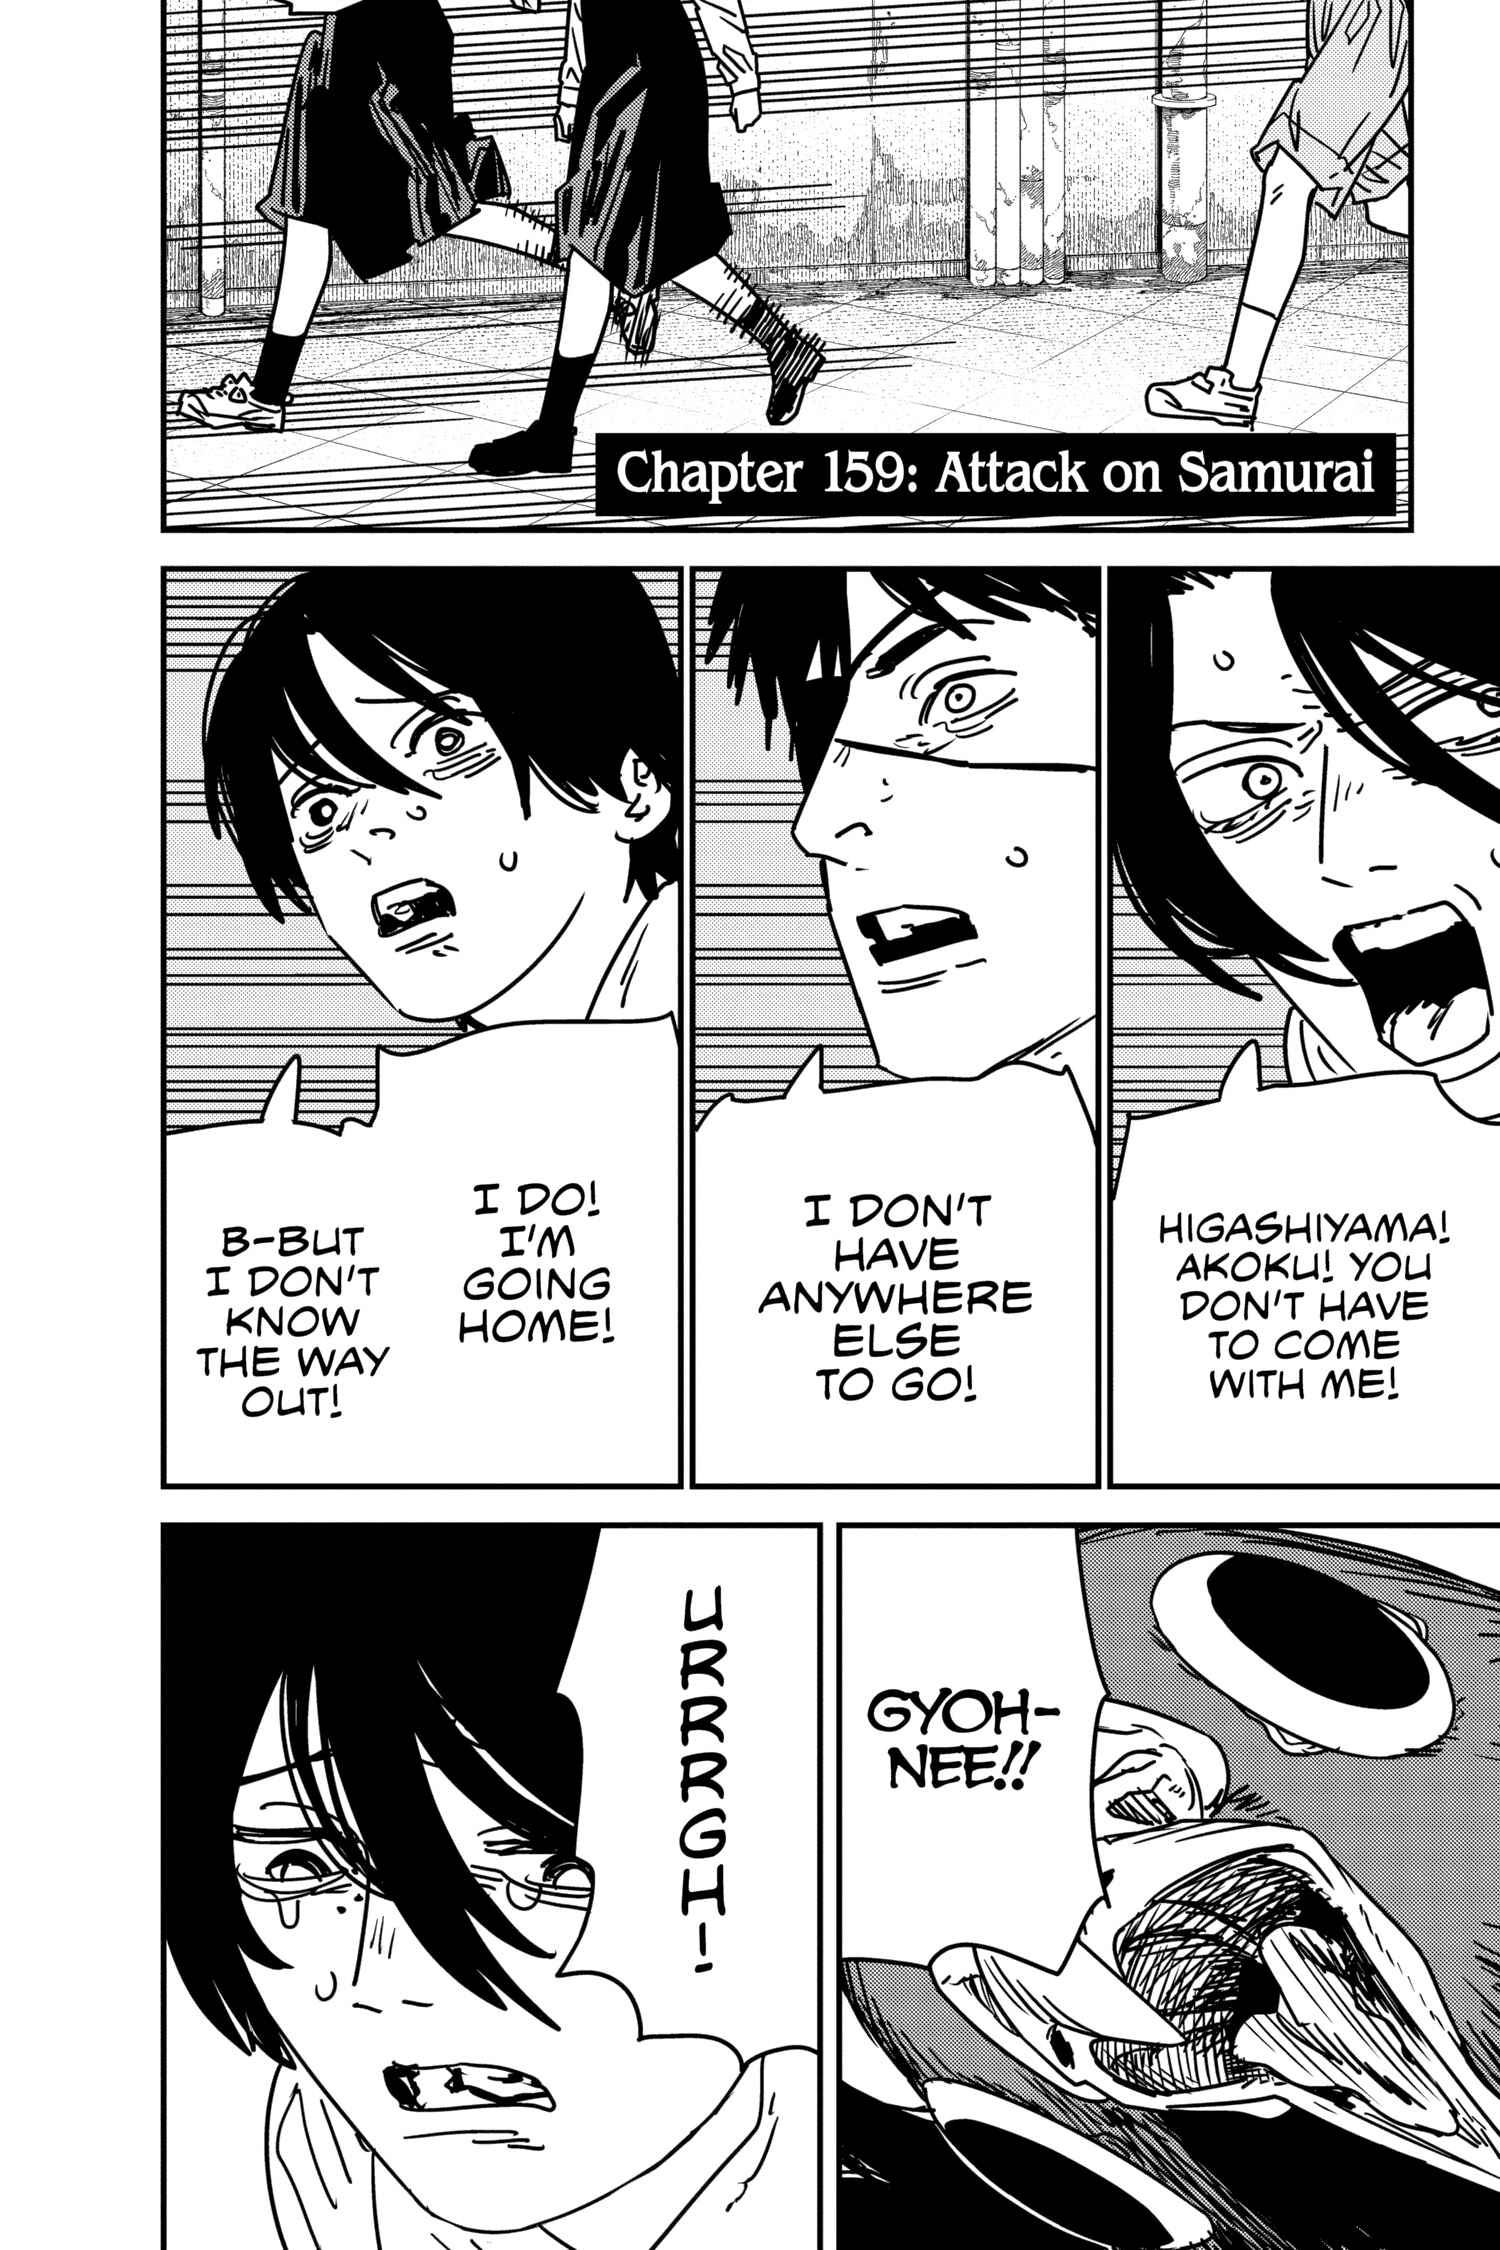 Chapter 159: Attack on Samurai
HIGASHIYAMA!
AKOKU! YOU
DON'T HAVE
TO COME
WITH ME!
I DON'T
HAVE
ANYWHERE
ELSE
TO GO!
I DO!
I'M
GOING
HOME!
B-BUT
I DON'T
KNOW
THE WAY
OUT!
GYOH-
NEE!!
URRRGH!